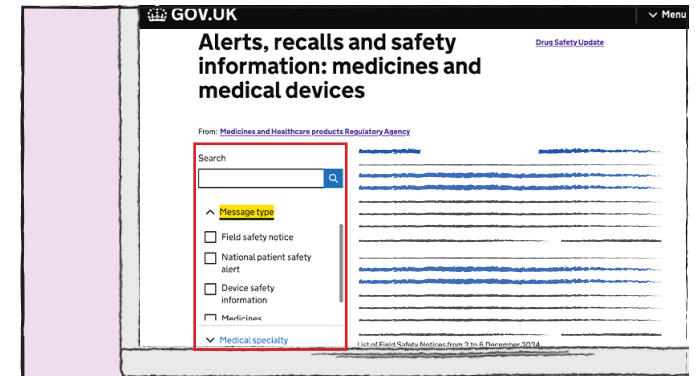 GOV.UK
Menu
Alerts, recalls and safety
information: medicines and
medical devices
Drug Safety Update
From: Medicines and Healthcare products Regulatory Agency
Search
Message type
Field safety notice
National patient safety
alert
Device safety
information
Medicines
Medical specialty
List of Field Safety Notices from 2 to 6 December 2024